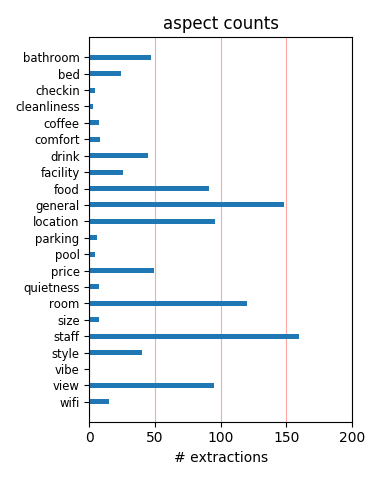 aspect counts
bathroom
bed
checkin
cleanliness
coffee
comfort
drink
facility
food
general
location
parking
pool
price
quietness
room
size
staff
style
vibe
view
wifi
0 50 100 150 200
# extractions